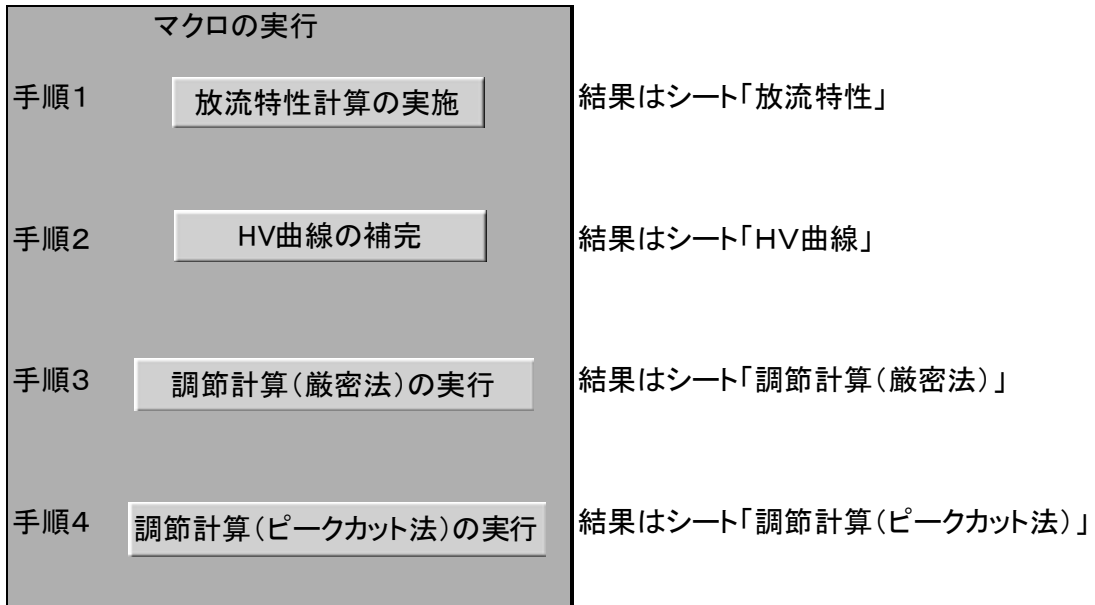 マクロの実行
手順１ 放流特性計算の実施 結果はシート「放流特性」
手順２ HV曲線の補完 結果はシート「ＨＶ曲線」
手順３ 調節計算（厳密法）の実行 結果はシート「調節計算（厳密法）」
手順４ 調節計算（ピークカット法）の実行 結果はシート「調節計算（ピークカット法）」